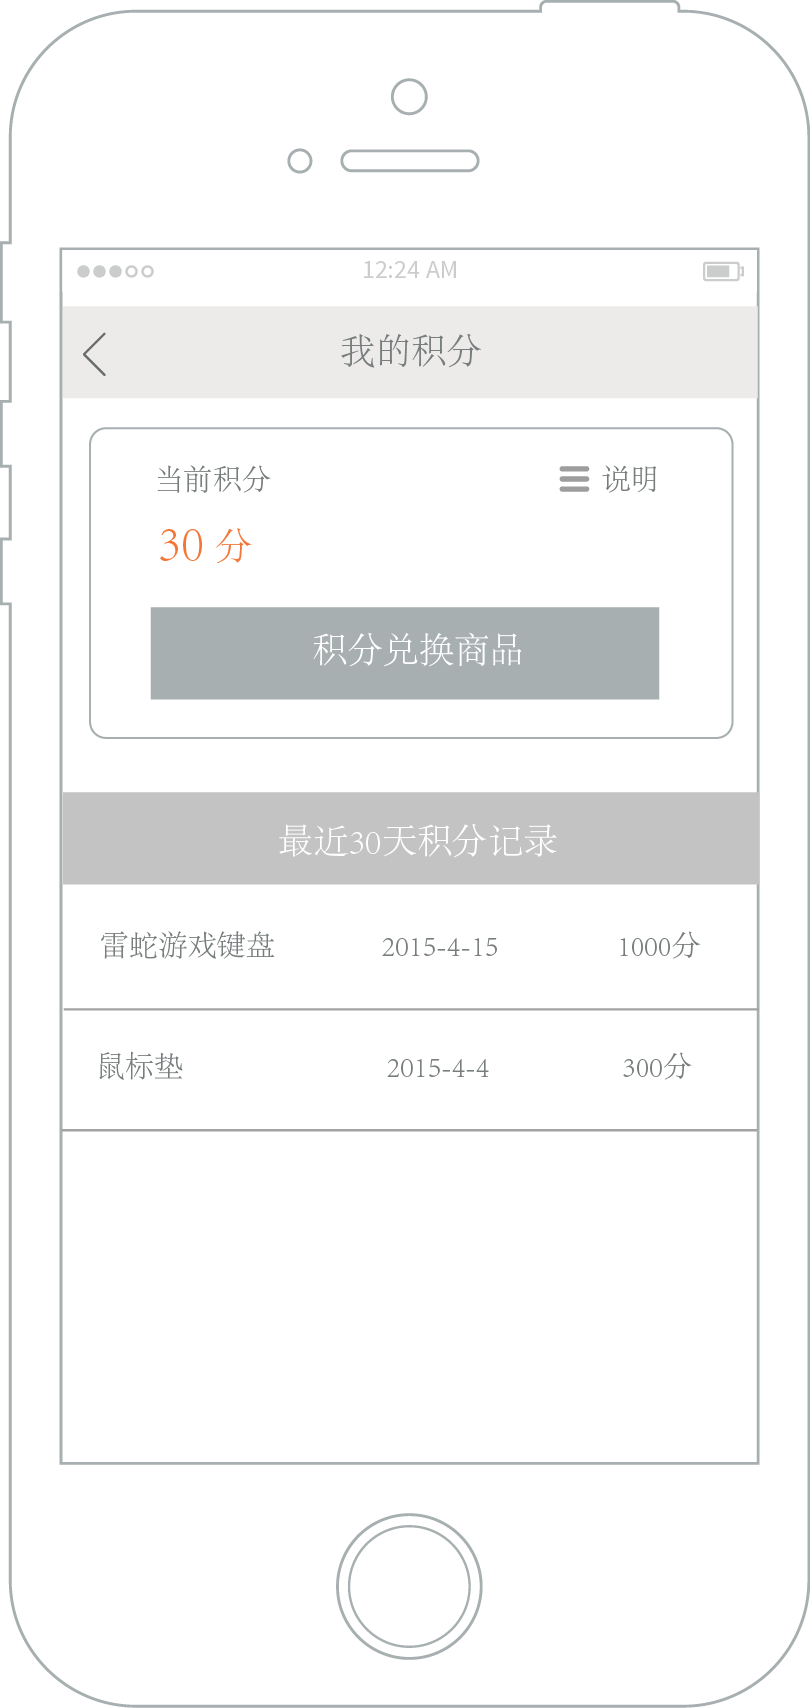 12:24 AM
我的积分
当前积分 说明
30 分
积分兑换商品
最近30天积分记录
雷蛇游戏键盘 2015-4-15 1000分
鼠标垫 2015-4-4 300分